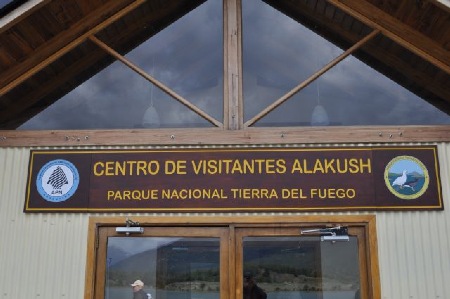 CENTRO DE VISITANTES ALAKUSH
PARQUE NACIONAL TIERRA DEL FUEGO